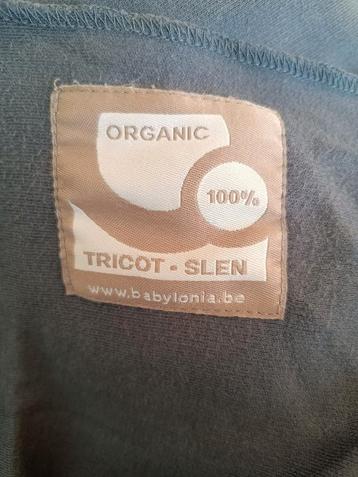 ORGANIC
100%
TRICOT • SLEN
www.babylonia.be